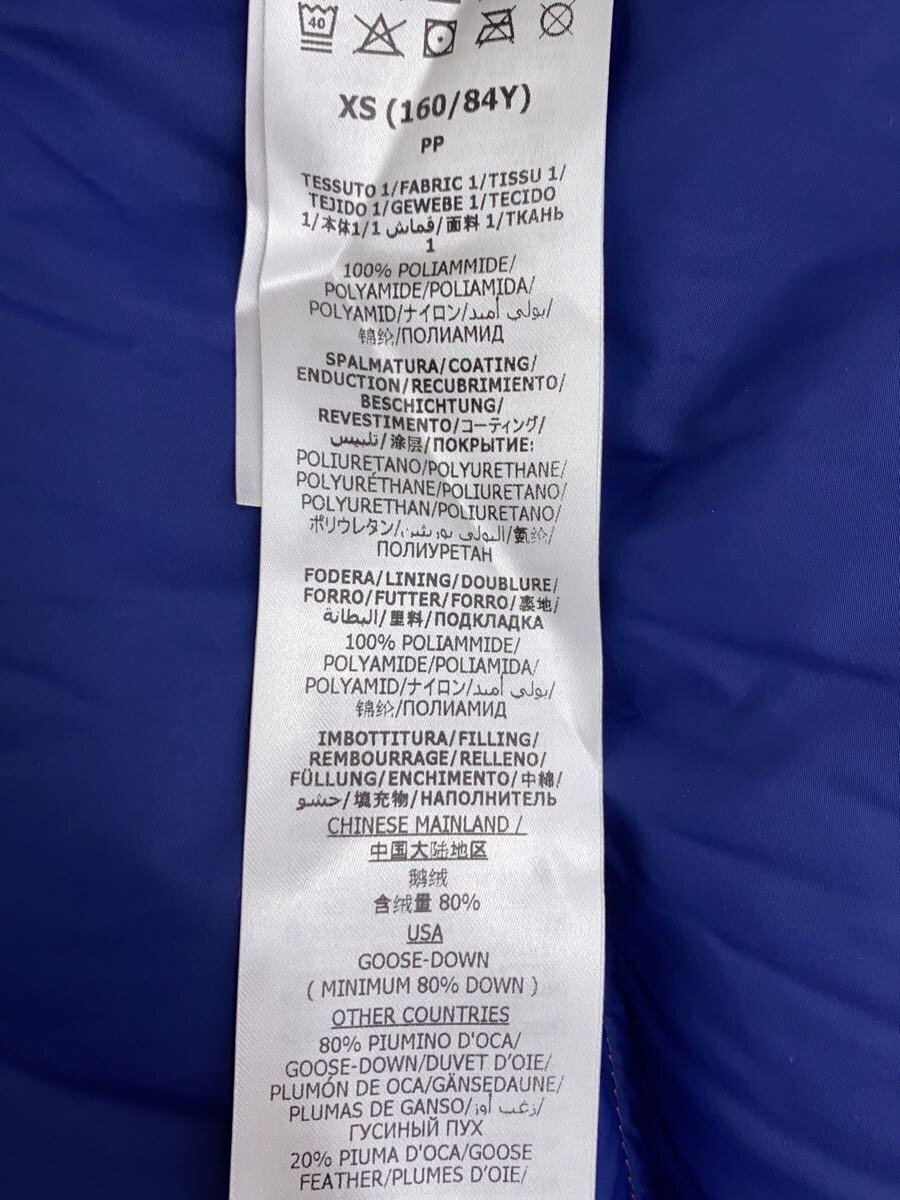 40
XS (160/84Y)
PP
TESSUTO 1/FABRIC 1/TISSU 1/
TEJIDO 1/GEWEBE 1/TECIDO
1/本体1/قماش 1/面料 1/ТКАНЬ
1
100% POLIAMMIDE/
POLYAMIDE/POLIAMIDA/
POLYAMID/ナイロン/بولي أميد/
锦纶/ПОЛИАМИД
SPALMATURA/COATING/
ENDUCTION/RECUBRIMIENTO/
BESCHICHTUNG/
REVESTIMENTO/コーティング/
تلبيس/涂层/ПОКРЫТИЕ:
POLIURETANO/POLYURETHANE/
POLYURÉTHANE/POLIURETANO/
POLYURETHAN/POLIURETANO/
ポリウレタン/البولي يوريثين/氨纶/
ПОЛИУРЕТАН
FODERA/LINING/DOUBLURE/
FORRO/FUTTER/FORRO/裏地/
البطانة/里料/ПОДКЛАДКА
100% POLIAMMIDE/
POLYAMIDE/POLIAMIDA/
POLYAMID/ナイロン/بولي أميد/
锦纶/ПОЛИАМИД
IMBOTTITURA/FILLING/
REMBOURRAGE/RELLENO/
FÜLLUNG/ENCHIMENTO/中綿/
حشو/填充物/НАПОЛНИТЕЛЬ
CHINESE MAINLAND /
中国大陆地区
鹅绒
含绒量 80%
USA
GOOSE-DOWN
( MINIMUM 80% DOWN )
OTHER COUNTRIES
80% PIUMINO D'OCA/
GOOSE-DOWN/DUVET D'OIE/
PLUMÓN DE OCA/GÄNSEDAUNE/
PLUMAS DE GANSO/زغب أوز/
ГУСИНЫЙ ПУХ
20% PIUMA D'OCA/GOOSE
FEATHER/PLUMES D'OIE/